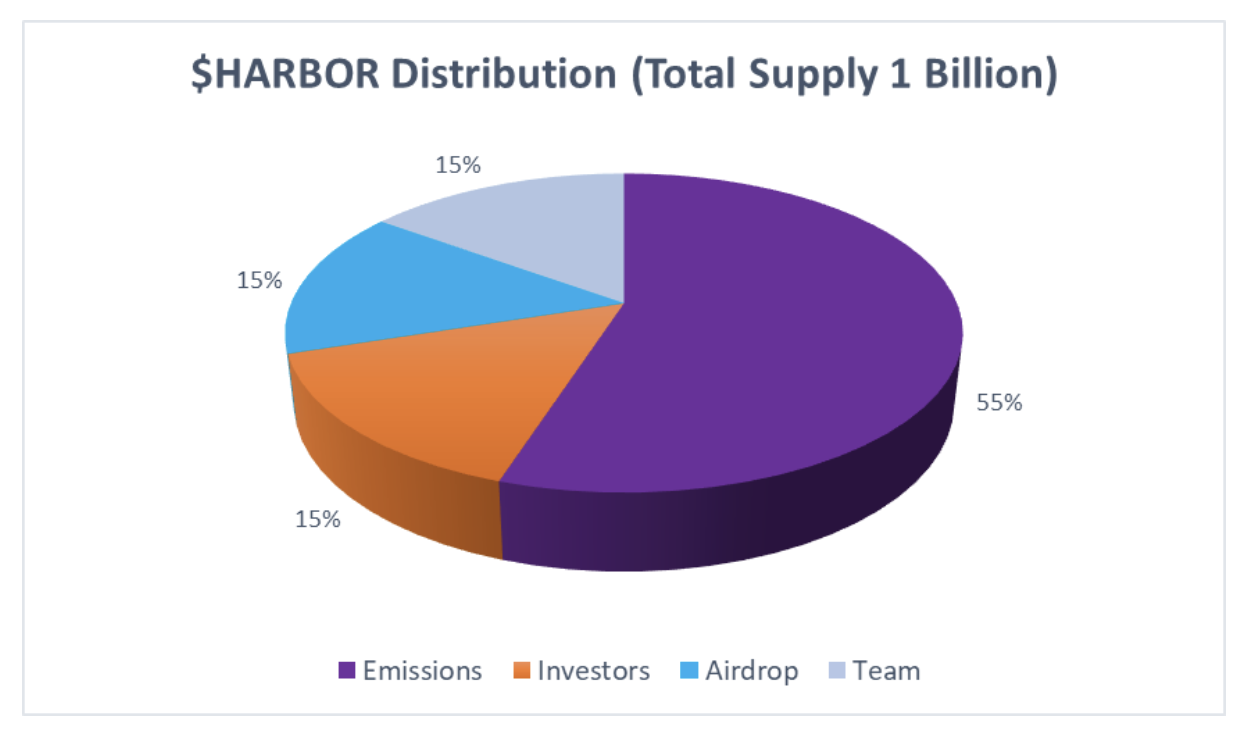 $HARBOR Distribution (Total Supply 1 Billion)
15%
15%
55%
15%
Emissions Investors Airdrop Team